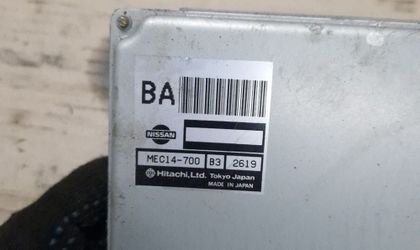 BA
NISSAN
MEC14-700 B3 2619
Hitachi, Ltd. Tokyo Japan
MADE IN JAPAN